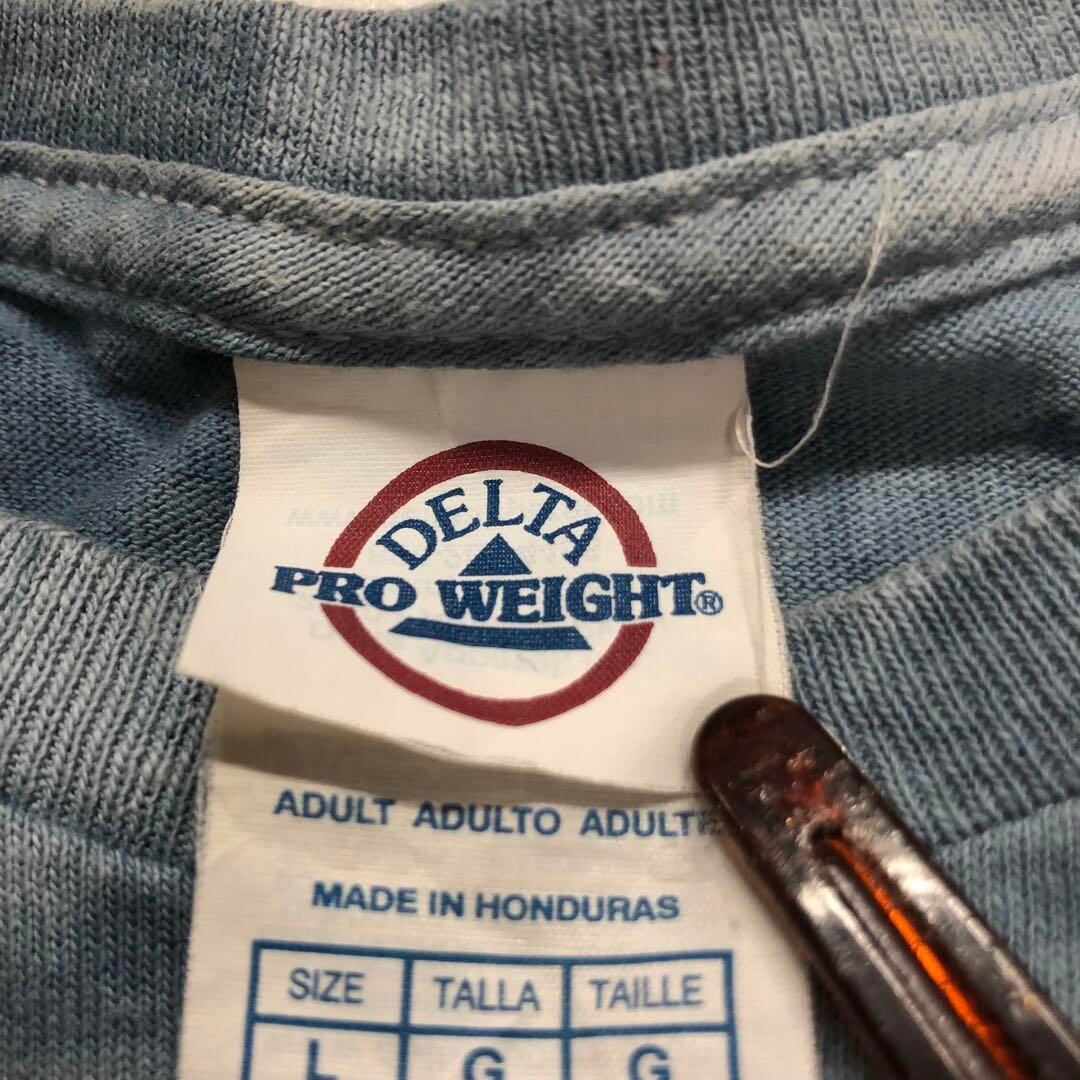 DELTA
PRO WEIGHT®
ADULT ADULTO ADULTE
MADE IN HONDURAS
SIZE TALLA TAILLE
L G G